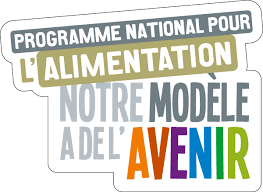 PROGRAMME NATIONAL POUR
L'ALIMENTATION
NOTRE MODÈLE
A DE L'AVENIR